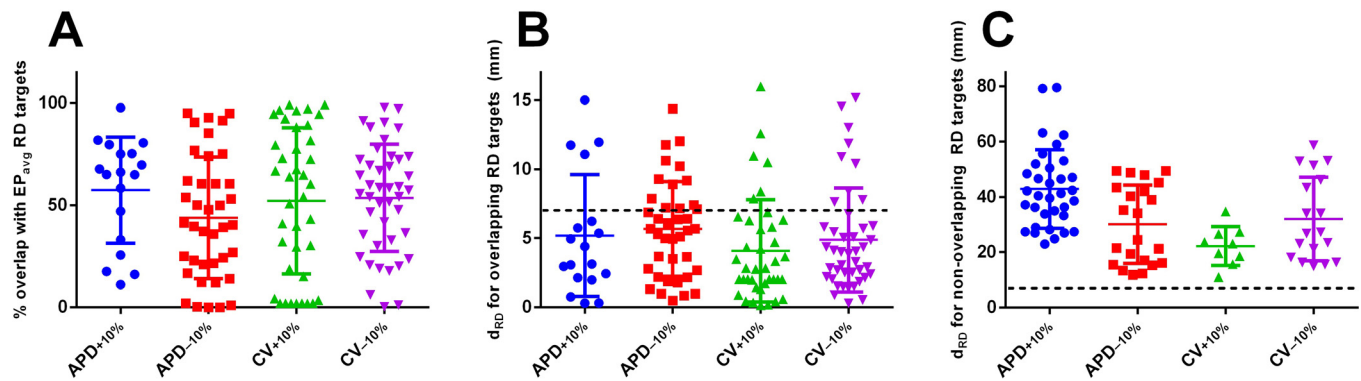 A
% overlap with EPavg RD targets
100
50
0
APD+10%
APD−10%
CV+10%
CV−10%
B
dRD for overlapping RD targets (mm)
15
10
5
0
APD+10%
APD−10%
CV+10%
CV−10%
C
dRD for non-overlapping RD targets (mm)
80
60
40
20
0
APD+10%
APD−10%
CV+10%
CV−10%